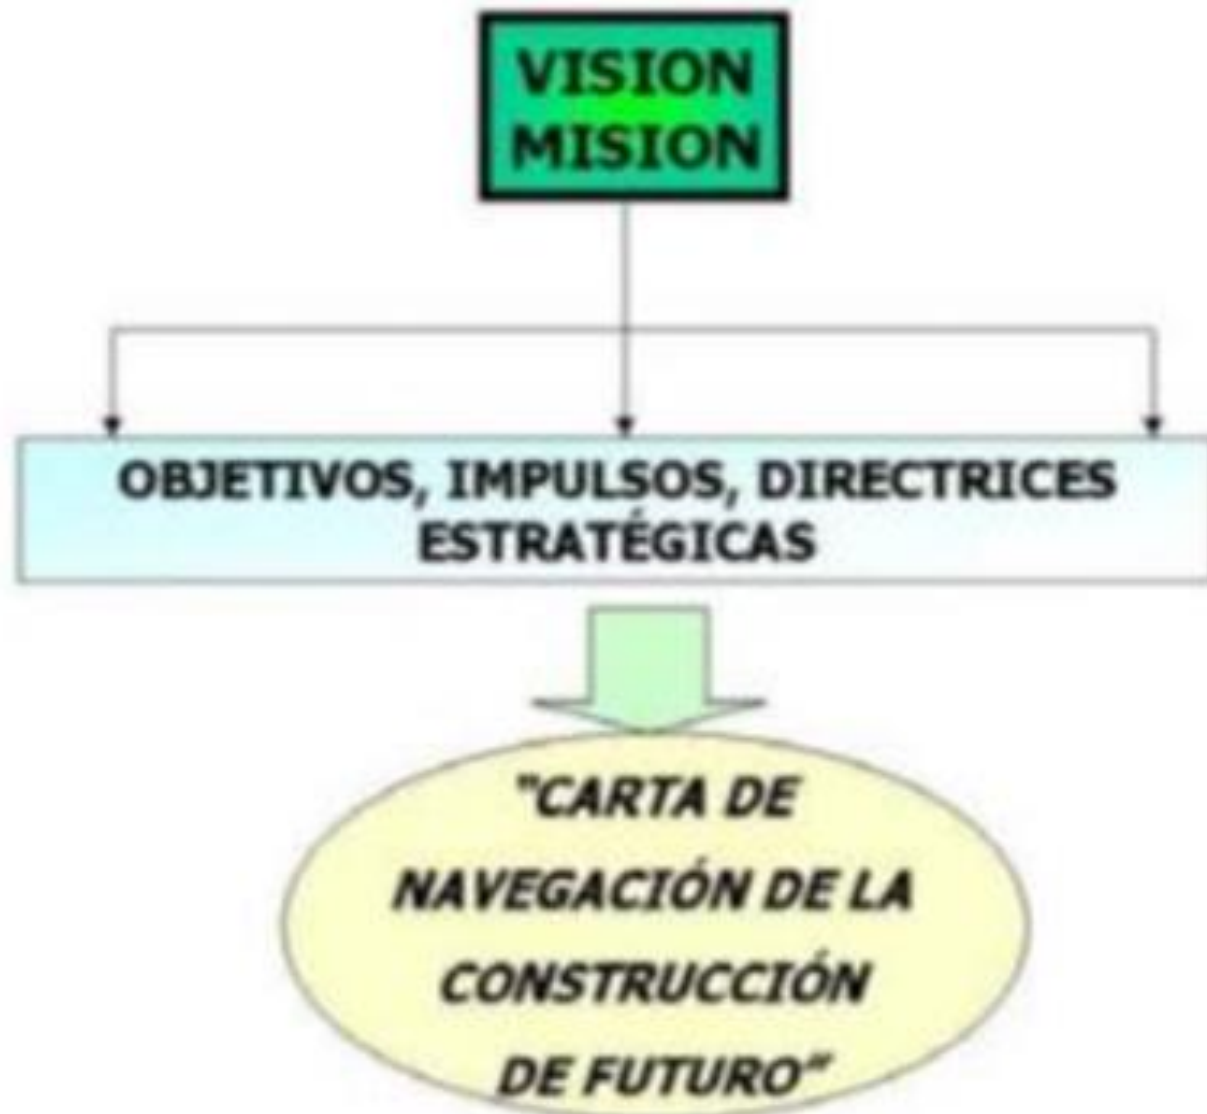 VISION
MISION
OBJETIVOS, IMPULSOS, DIRECTRICES
ESTRATÉGICAS
"CARTA DE
NAVEGACIÓN DE LA
CONSTRUCCIÓN
DE FUTURO"